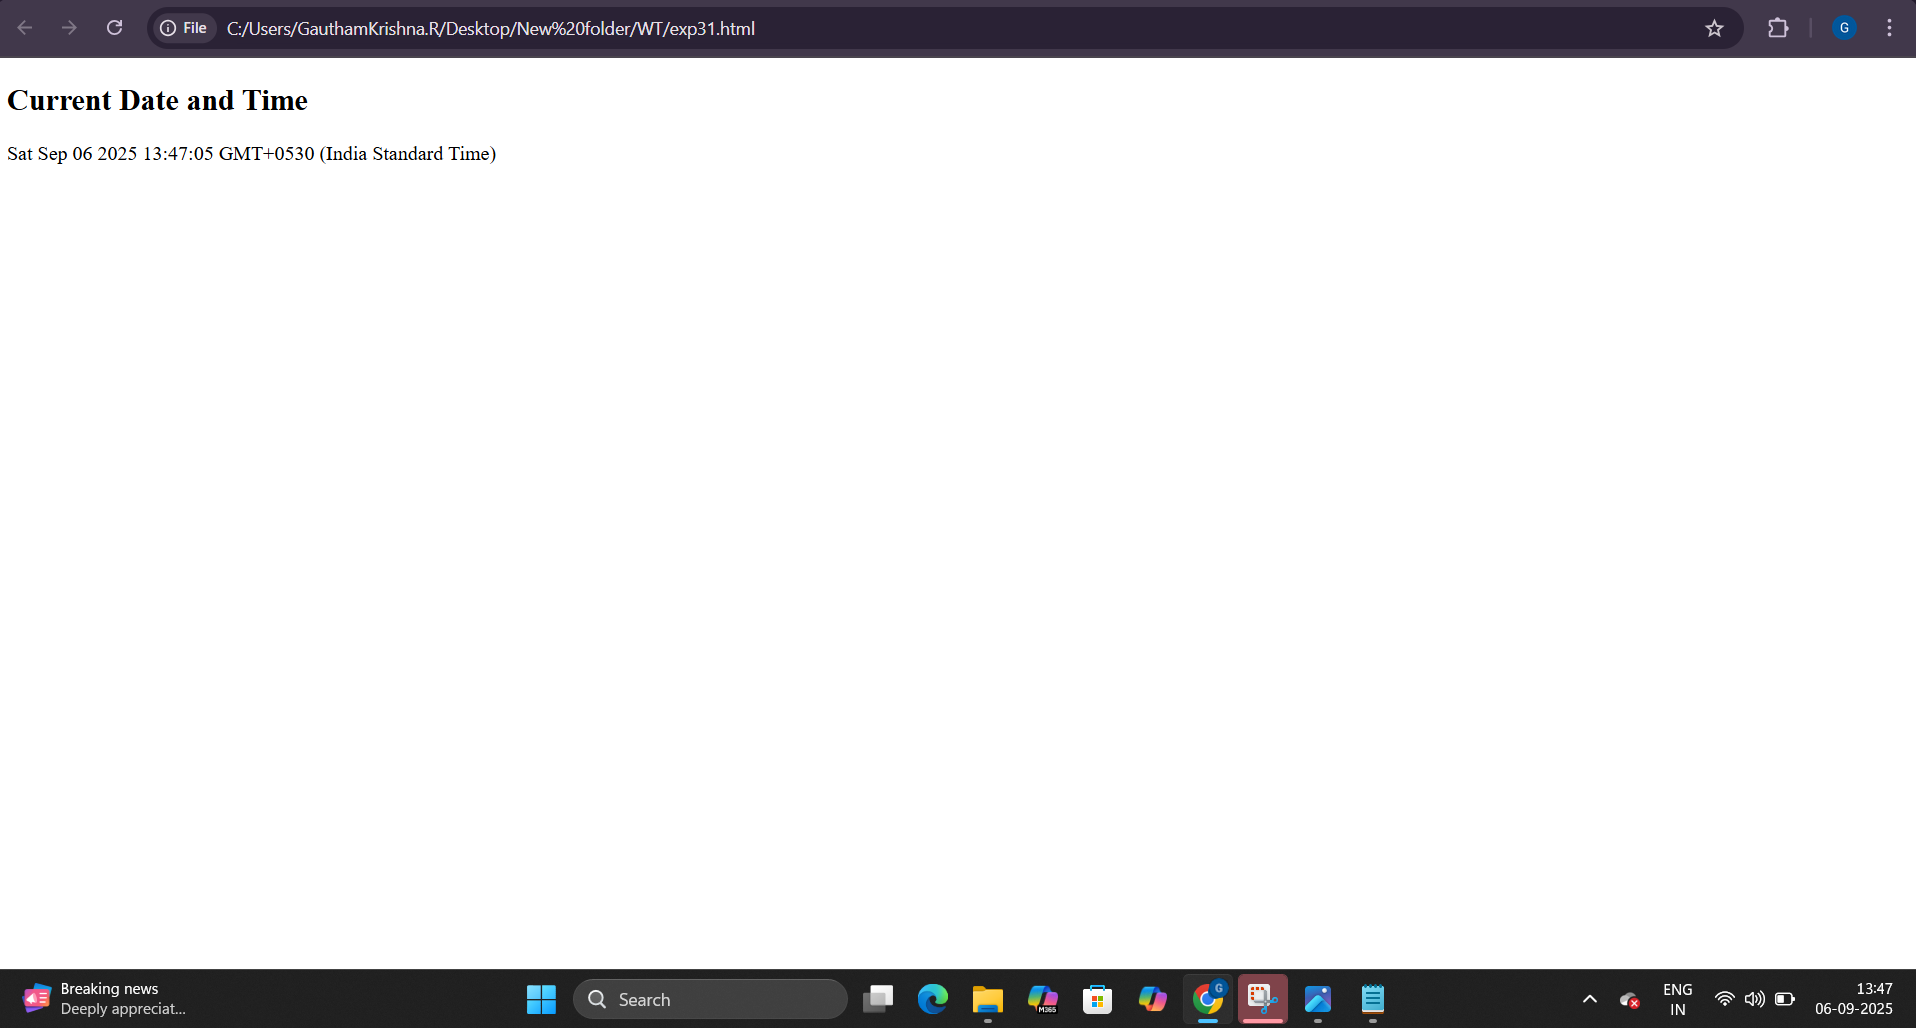 File C:/Users/GauthamKrishna.R/Desktop/New%20folder/WT/exp31.html
G
Current Date and Time
Sat Sep 06 2025 13:47:05 GMT+0530 (India Standard Time)
Breaking news
Deeply appreciat...
Search
M365
G
ENG
IN
13:47
06-09-2025